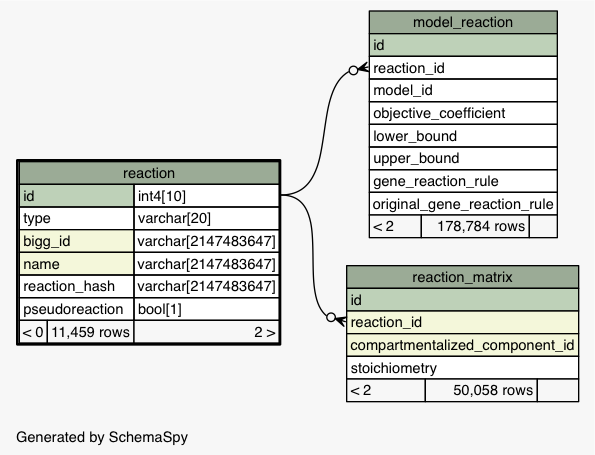 model_reaction
id
reaction_id
model_id
objective_coefficient
lower_bound
upper_bound
gene_reaction_rule
original_gene_reaction_rule
< 2 178,784 rows
reaction
id int4[10]
type varchar[20]
bigg_id varchar[2147483647]
name varchar[2147483647]
reaction_hash varchar[2147483647]
pseudoreaction bool[1]
< 0 11,459 rows 2 >
reaction_matrix
id
reaction_id
compartmentalized_component_id
stoichiometry
< 2 50,058 rows
Generated by SchemaSpy